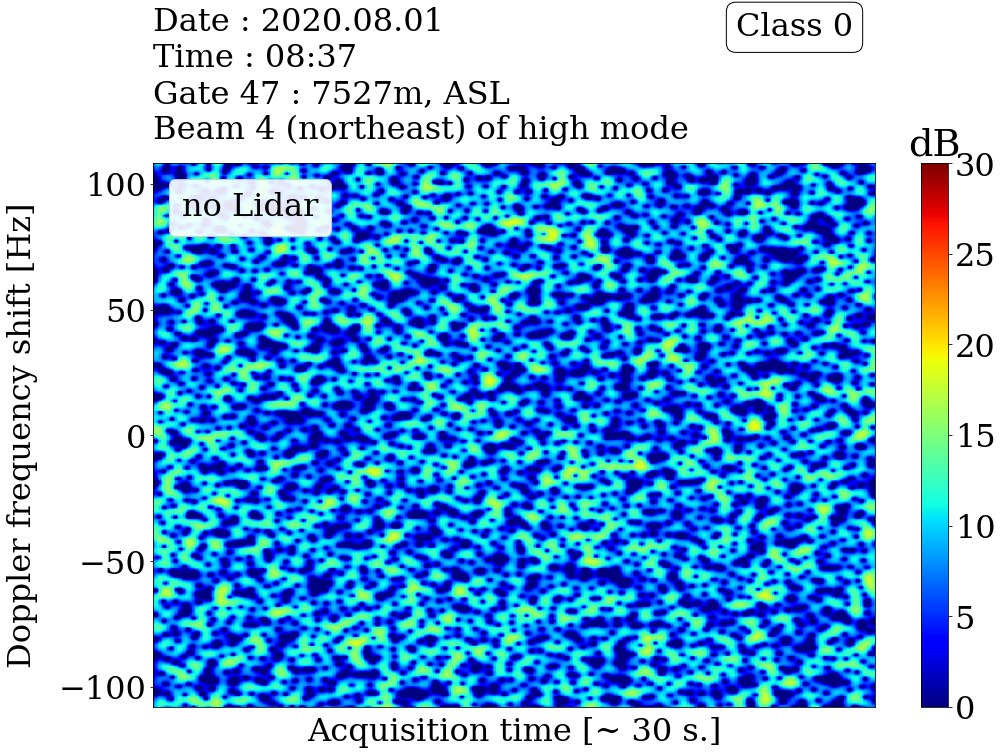 Date : 2020.08.01
Time : 08:37
Gate 47 : 7527m, ASL
Beam 4 (northeast) of high mode
Class 0
dB
no Lidar
Doppler frequency shift [Hz]
100
50
0
−50
−100
30
25
20
15
10
5
0
Acquisition time [~ 30 s.]